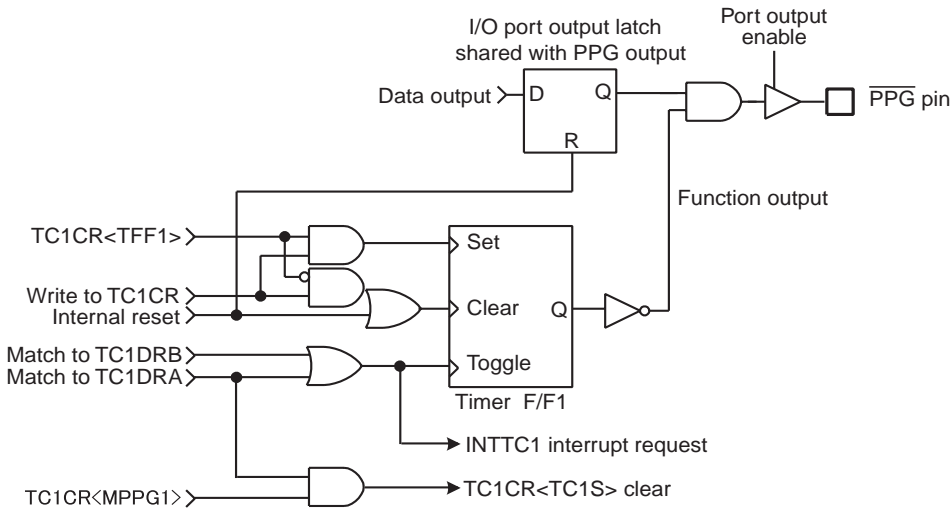 I/O port output latch
shared with PPG output
Port output
enable
Data output
D
Q
R
PPG pin
Function output
TC1CR<TFF1>
Set
Write to TC1CR
Internal reset
Clear
Q
Match to TC1DRB
Match to TC1DRA
Toggle
Timer F/F1
INTTC1 interrupt request
TC1CR<TC1S> clear
TC1CR<MPPG1>